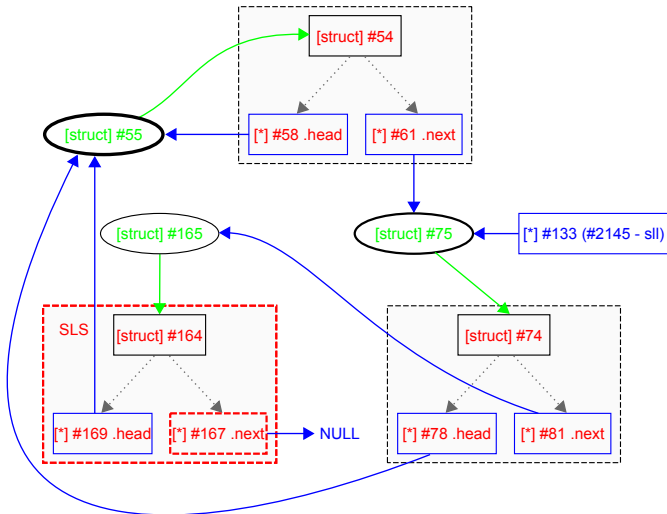 [struct] #54
[struct] #55
[*] #58 .head
[*] #61 .next
[struct] #165
[struct] #75
[*] #133 (#2145 - sll)
SLS
[struct] #164
[struct] #74
[*] #169 .head
[*] #167 .next
NULL
[*] #78 .head
[*] #81 .next